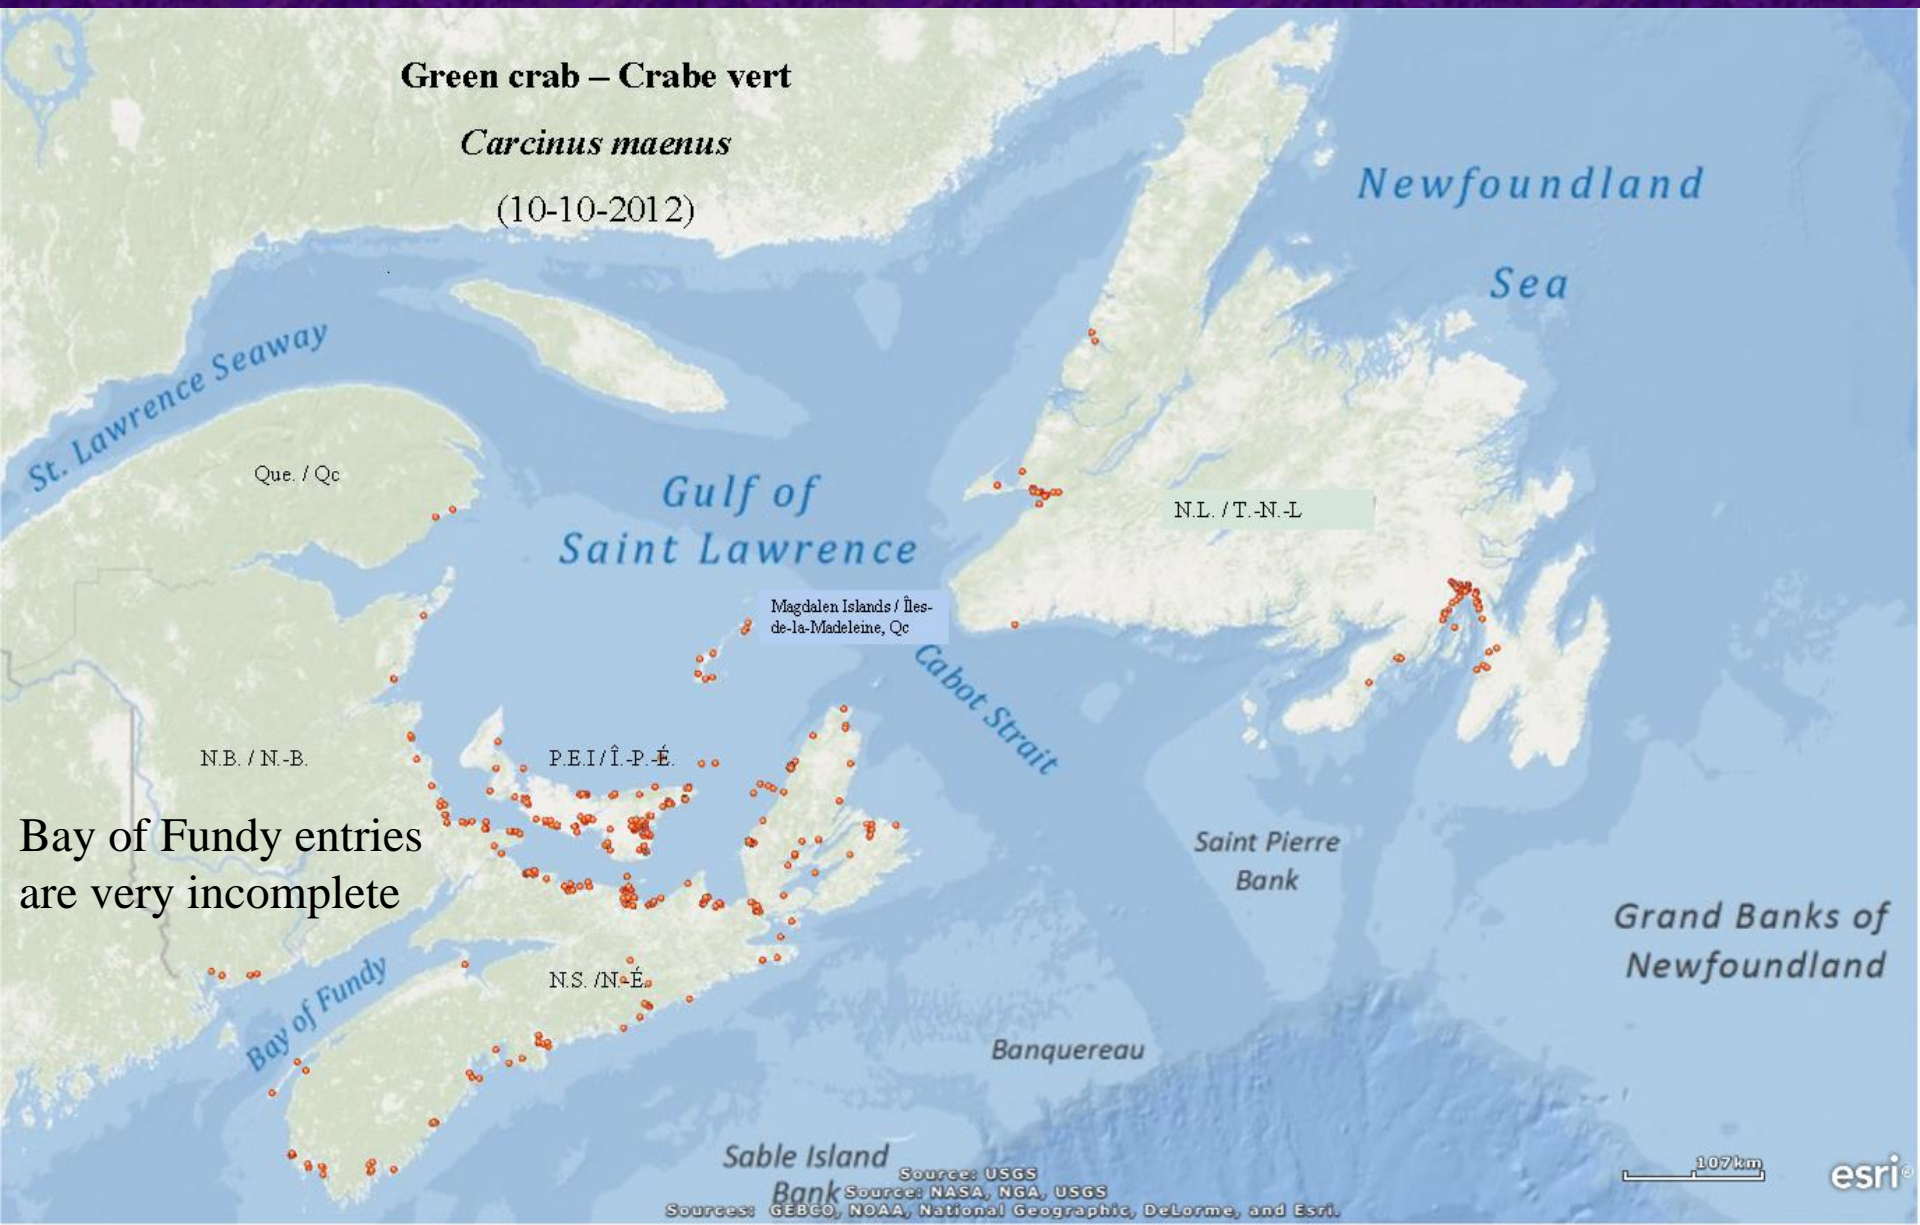 Green crab – Crabe vert
Carcinus maenus
(10-10-2012)
Newfoundland
Sea
St. Lawrence Seaway
Que. / Qc
Gulf of
Saint Lawrence
N.L. / T.-N.-L
Magdalen Islands / Îles-
de-la-Madeleine, Qc
Cabot Strait
N.B. / N.-B.
P.E.I / Î.-P.-É.
Bay of Fundy entries
are very incomplete
Saint Pierre
Bank
Grand Banks of
Newfoundland
Bay of Fundy
N.S. /N.-É.
Banquereau
Sable Island
Bank
Source: USGS
Source: NASA, NGA, USGS
Sources: GEBCO, NOAA, National Geographic, DeLorme, and Esri.
107km
esri